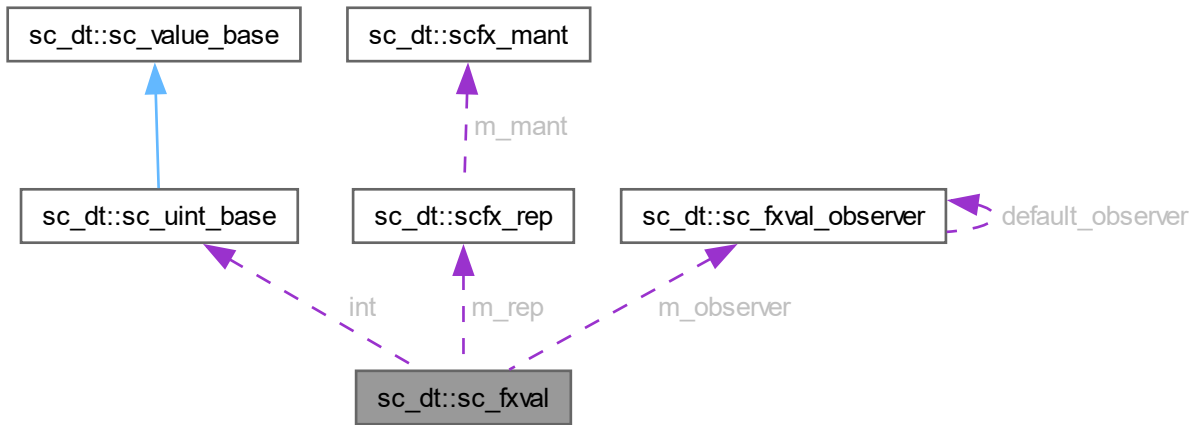 sc_dt::sc_value_base
sc_dt::scfx_mant
m_mant
sc_dt::sc_uint_base
sc_dt::scfx_rep
sc_dt::sc_fxval_observer
default_observer
int
m_rep
m_observer
sc_dt::sc_fxval